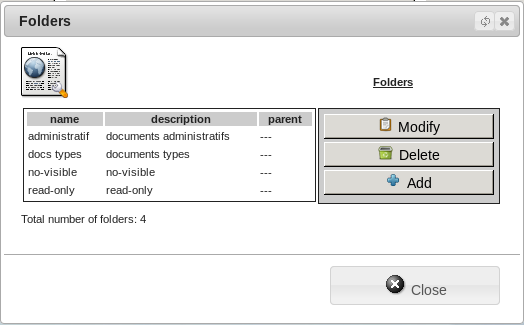 Folders
Folders
name description parent
administratif documents administratifs ---
docs types documents types ---
no-visible no-visible ---
read-only read-only ---
Modify
Delete
Add
Total number of folders: 4
Close